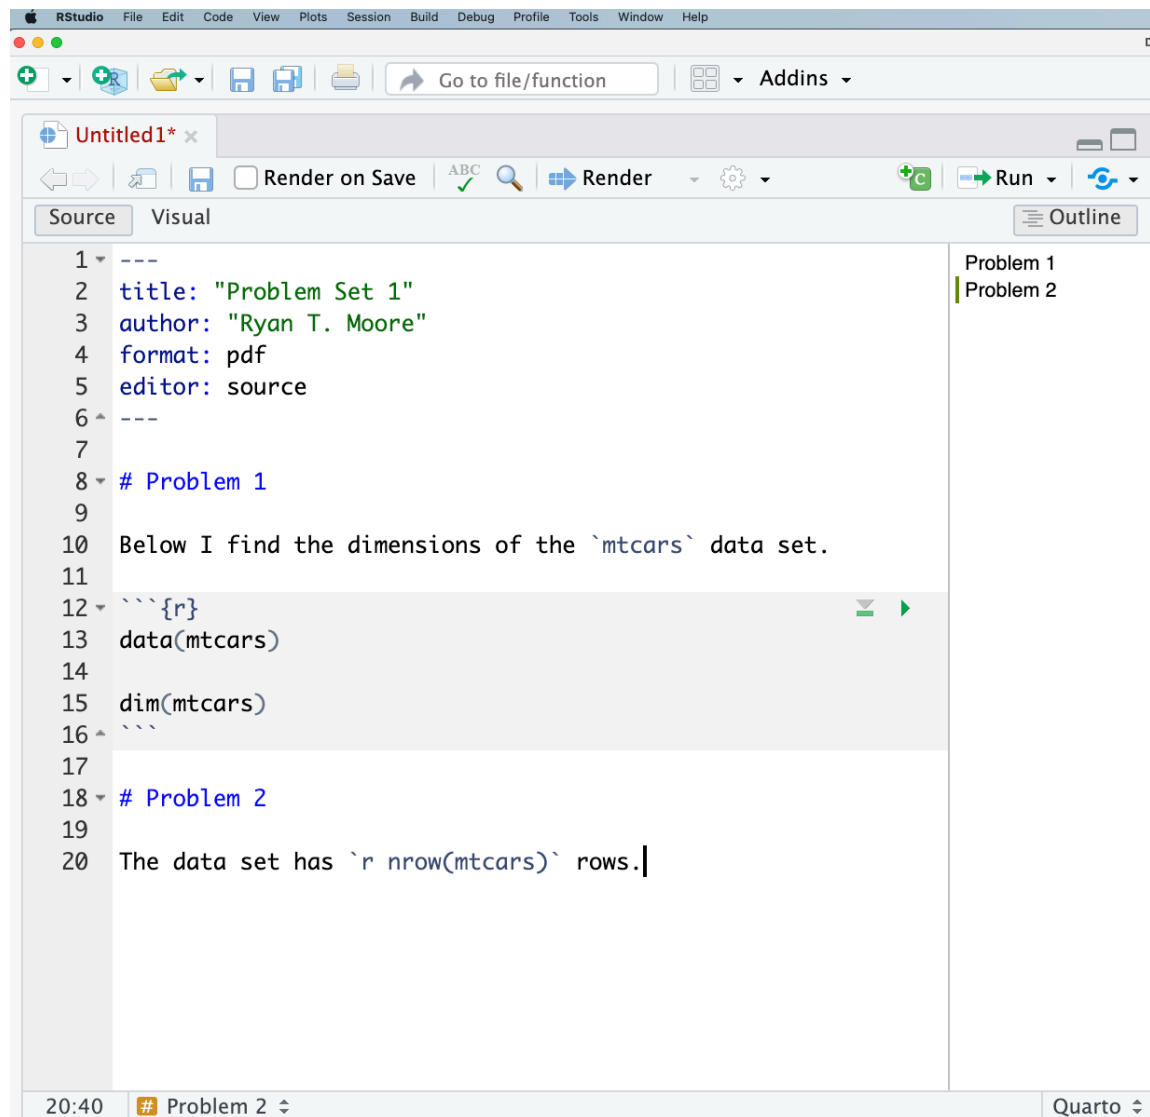 RStudio File Edit Code View Plots Session Build Debug Profile Tools Window Help
Go to file/function Addins
Untitled1*
Render on Save ABC Render C Run
Source Visual Outline
1 ---
2 title: "Problem Set 1"
3 author: "Ryan T. Moore"
4 format: pdf
5 editor: source
6 ---
7
8 # Problem 1
9
10 Below I find the dimensions of the `mtcars` data set.
11
12 ```{r}
13 data(mtcars)
14
15 dim(mtcars)
16 ```
17
18 # Problem 2
19
20 The data set has `r nrow(mtcars)` rows.
Problem 1
Problem 2
20:40 # Problem 2 Quarto